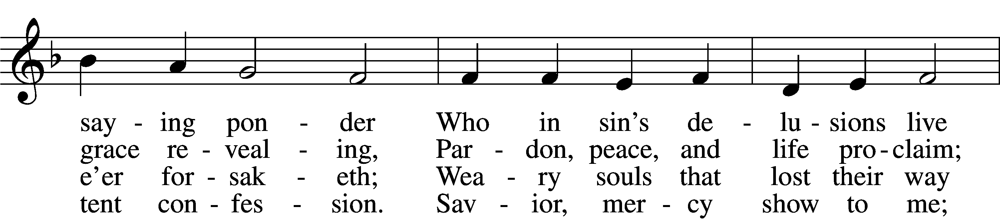 say - ing pon - der Who in sin's de - lu - sions live
grace re - veal - ing, Par - don, peace, and life pro - claim;
e'er for - sak - eth; Wea - ry souls that lost their way
tent con - fes - sion. Sav - ior, mer - cy show to me;